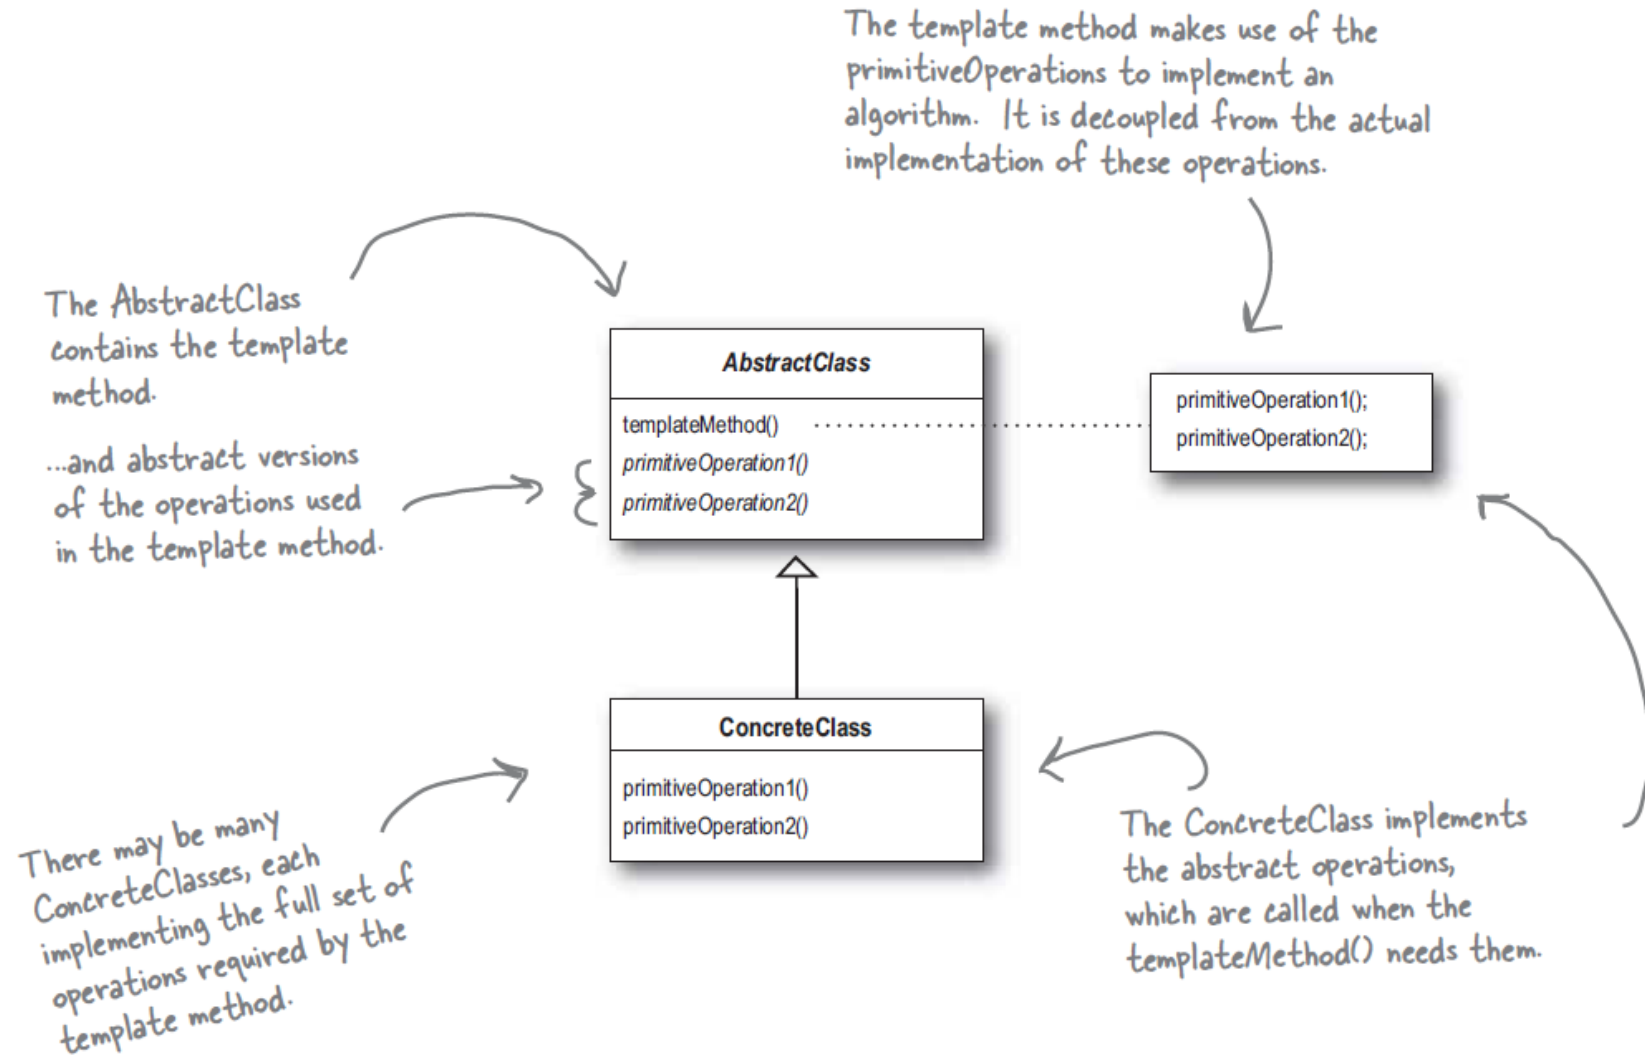 The template method makes use of the
primitiveOperations to implement an
algorithm. It is decoupled from the actual
implementation of these operations.
The AbstractClass
contains the template
method.
...and abstract versions
of the operations used
in the template method.
AbstractClass
templateMethod()
primitiveOperation1()
primitiveOperation2()
primitiveOperation1();
primitiveOperation2();
ConcreteClass
primitiveOperation1()
primitiveOperation2()
There may be many
ConcreteClasses, each
implementing the full set of
operations required by the
template method.
The ConcreteClass implements
the abstract operations,
which are called when the
templateMethod() needs them.